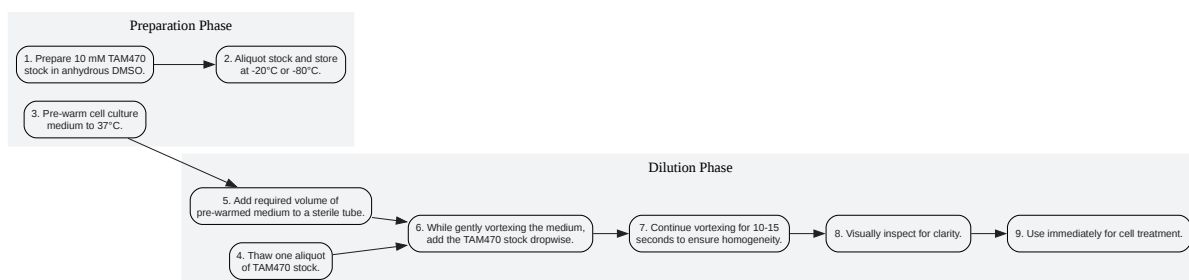 Preparation Phase
1. Prepare 10 mM TAM470
stock in anhydrous DMSO.
2. Aliquot stock and store
at -20°C or -80°C.
3. Pre-warm cell culture
medium to 37°C.
Dilution Phase
5. Add required volume of
pre-warmed medium to a sterile tube.
4. Thaw one aliquot
of TAM470 stock.
6. While gently vortexing the medium,
add the TAM470 stock dropwise.
7. Continue vortexing for 10-15
seconds to ensure homogeneity.
8. Visually inspect for clarity.
9. Use immediately for cell treatment.